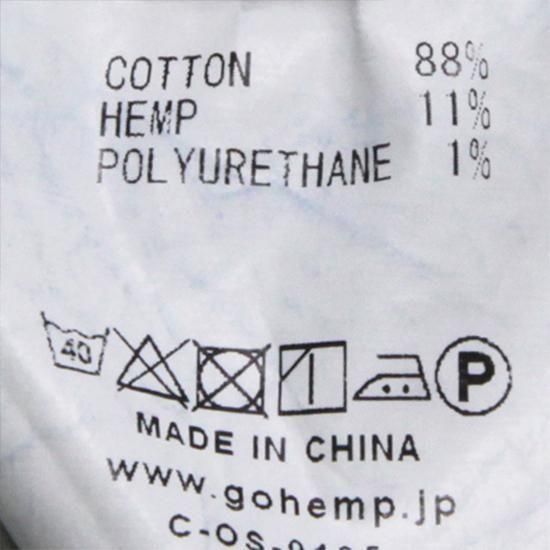 COTTON 88%
HEMP 11%
POLYURETHANE 1%
40
P
MADE IN CHINA
www.gohemp.jp